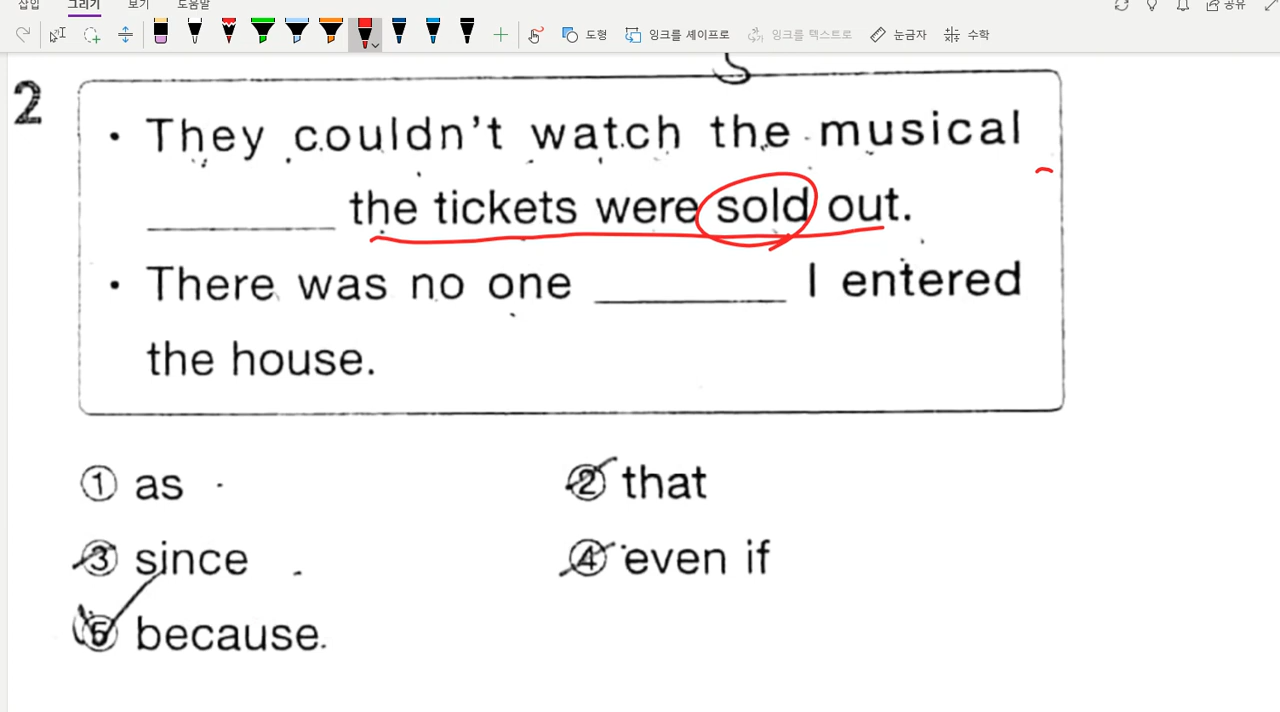 삽입 그리기 보기 도움말 공유
도형 잉크를 셰이프로 잉크를 텍스트로 눈금자 수학
2
• They couldn't watch the musical
________ the tickets were sold out.
• There was no one ________ I entered
the house.
① as ② that
③ since ④ even if
⑤ because